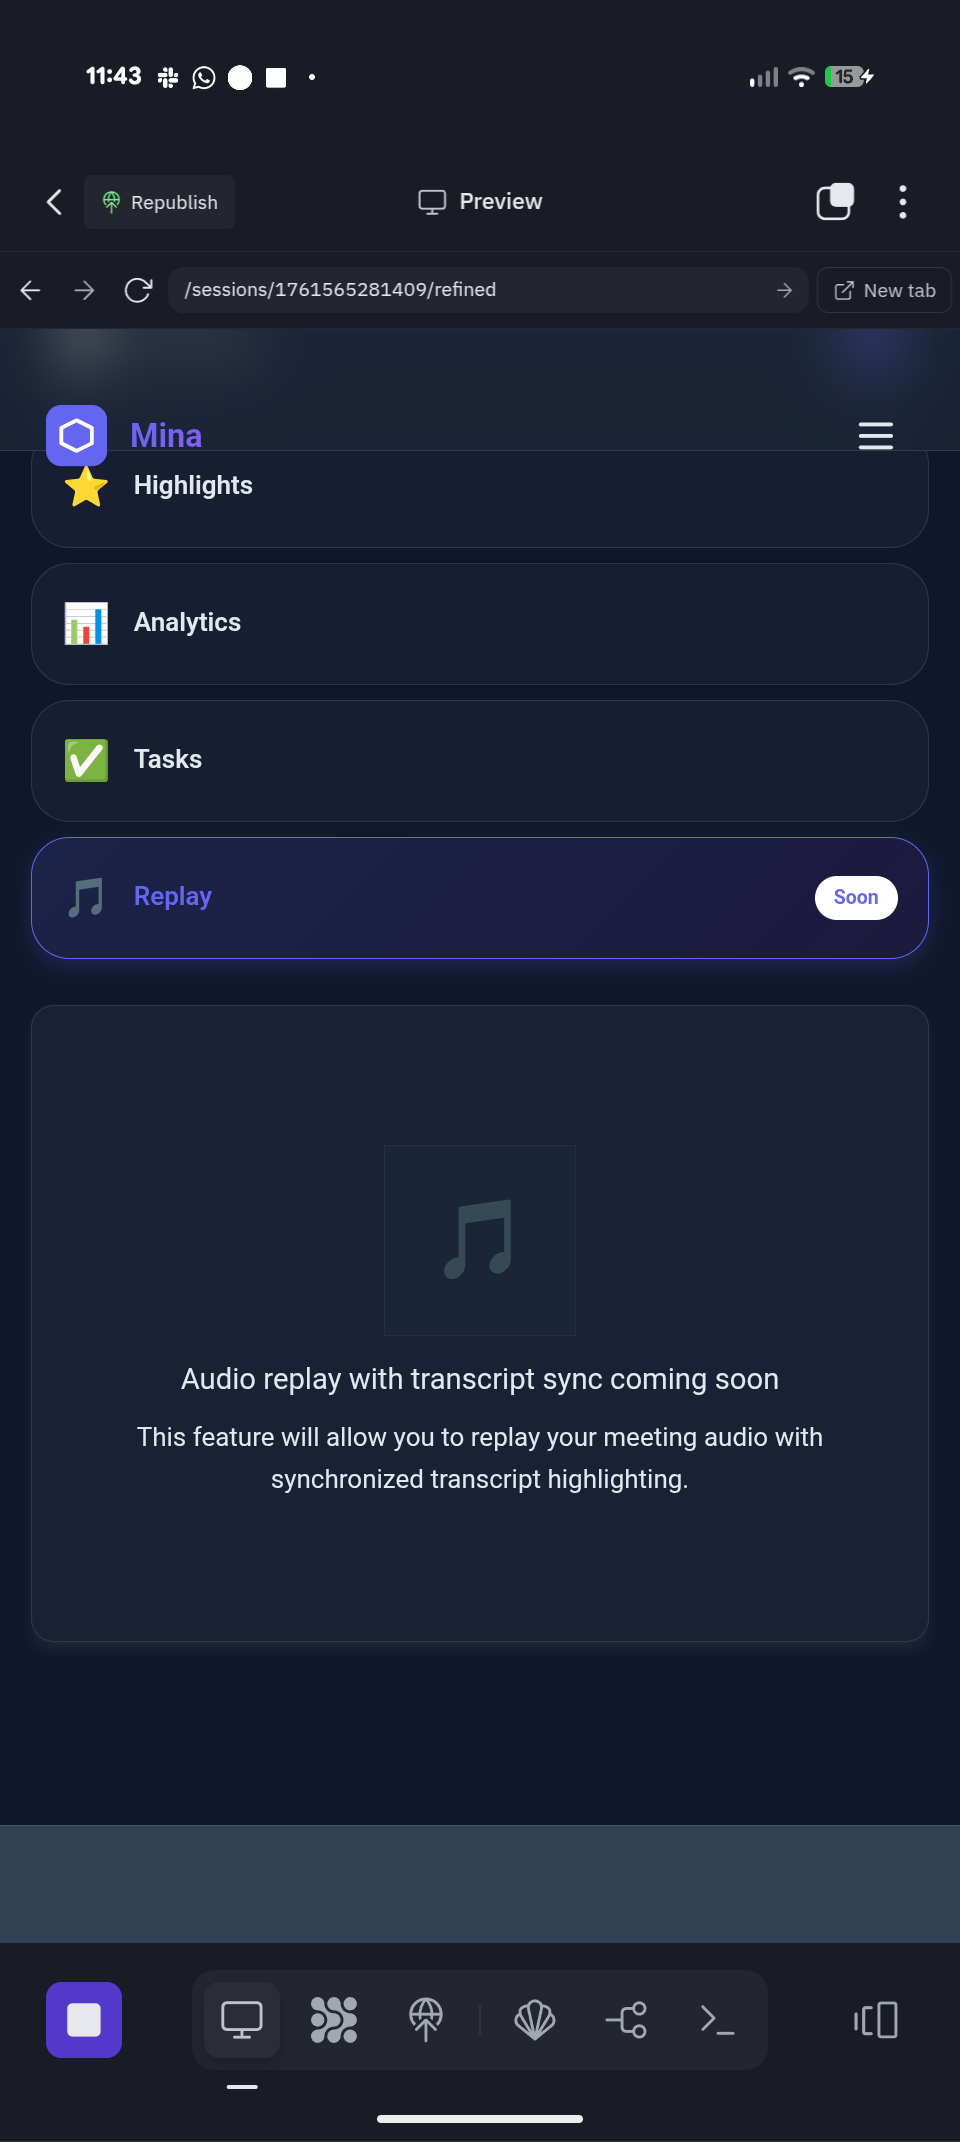 11:43
15
Republish
Preview
/sessions/1761565281409/refined
New tab
Mina
Highlights
Analytics
Tasks
Replay
Soon
Audio replay with transcript sync coming soon
This feature will allow you to replay your meeting audio with
synchronized transcript highlighting.